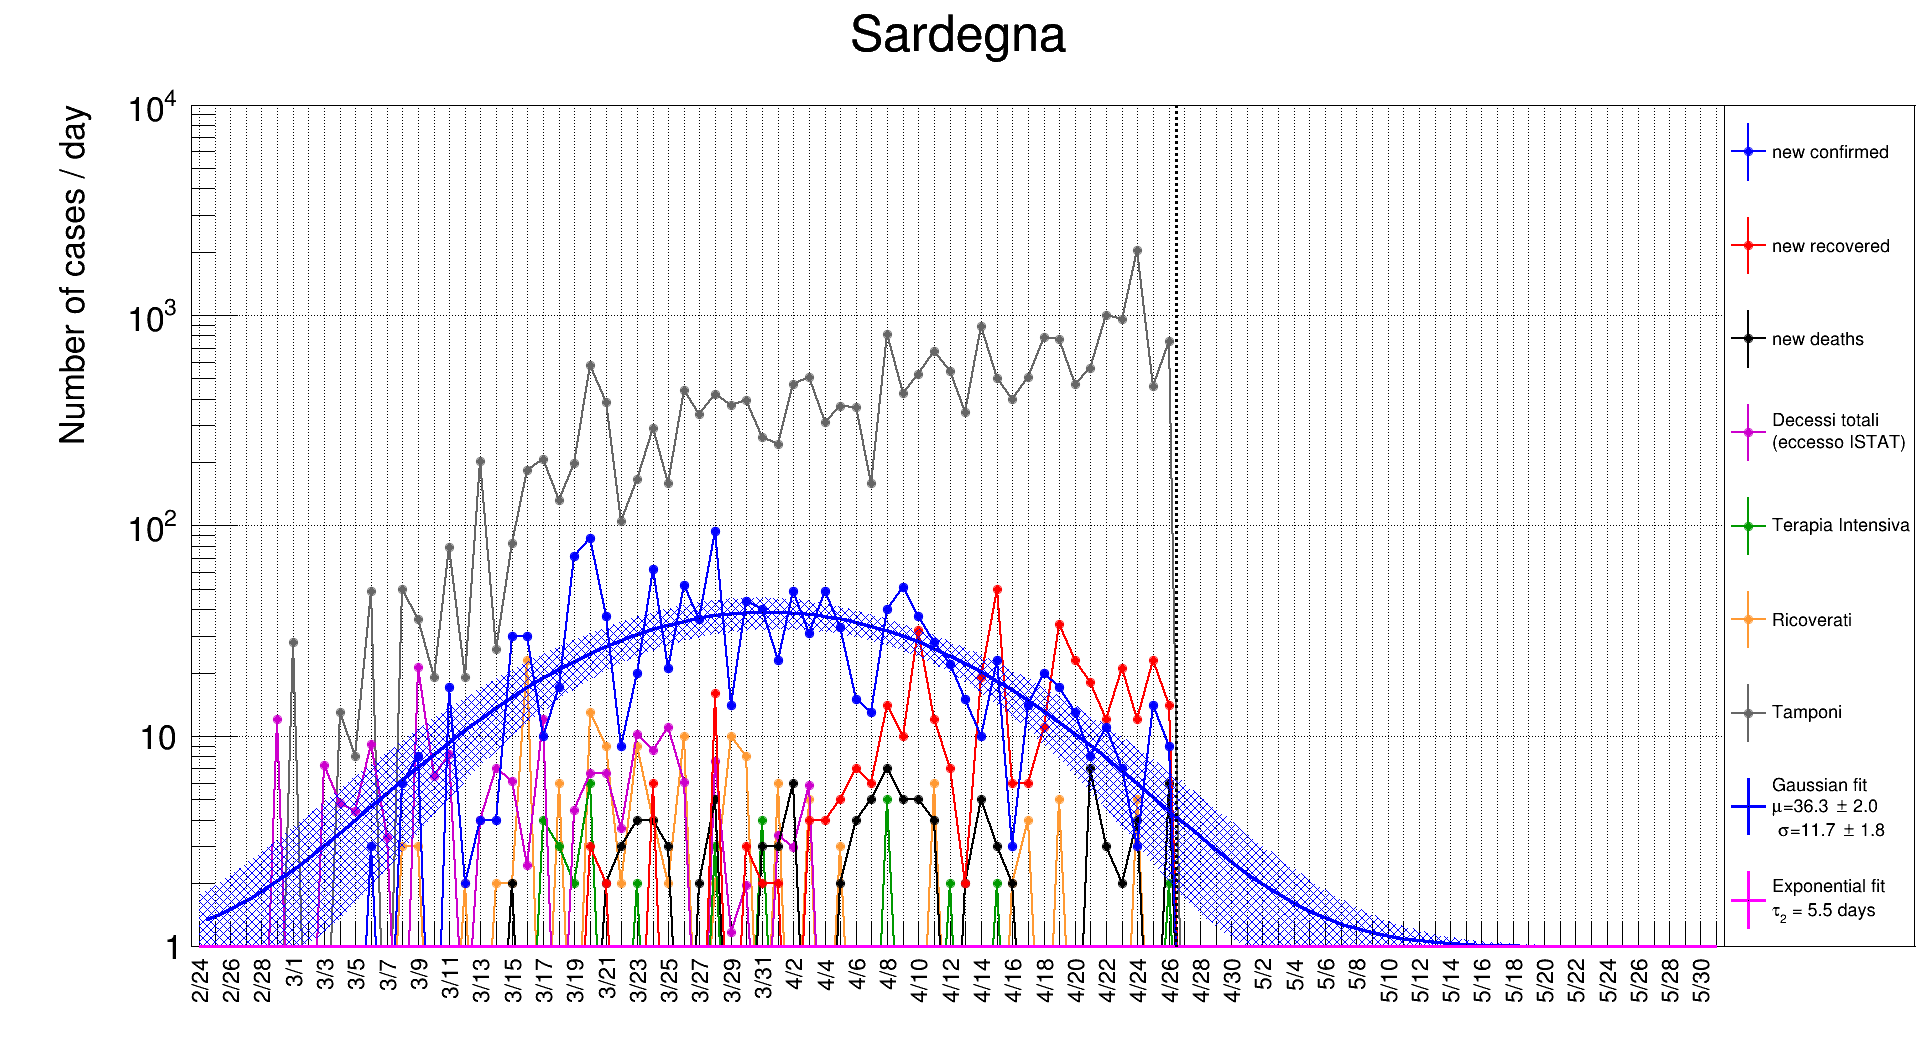 Sardegna
Number of cases / day
10^4
10^3
10^2
10
1
2/24 2/26 2/28 3/1 3/3 3/5 3/7 3/9 3/11 3/13 3/15 3/17 3/19 3/21 3/23 3/25 3/27 3/29 3/31 4/2 4/4 4/6 4/8 4/10 4/12 4/14 4/16 4/18 4/20 4/22 4/24 4/26 4/28 4/30 5/2 5/4 5/6 5/8 5/10 5/12 5/14 5/16 5/18 5/20 5/22 5/24 5/26 5/28 5/30
new confirmed
new recovered
new deaths
Decessi totali
(eccesso ISTAT)
Terapia Intensiva
Ricoverati
Tamponi
Gaussian fit
μ=36.3 ± 2.0
σ=11.7 ± 1.8
Exponential fit
τ₂ = 5.5 days